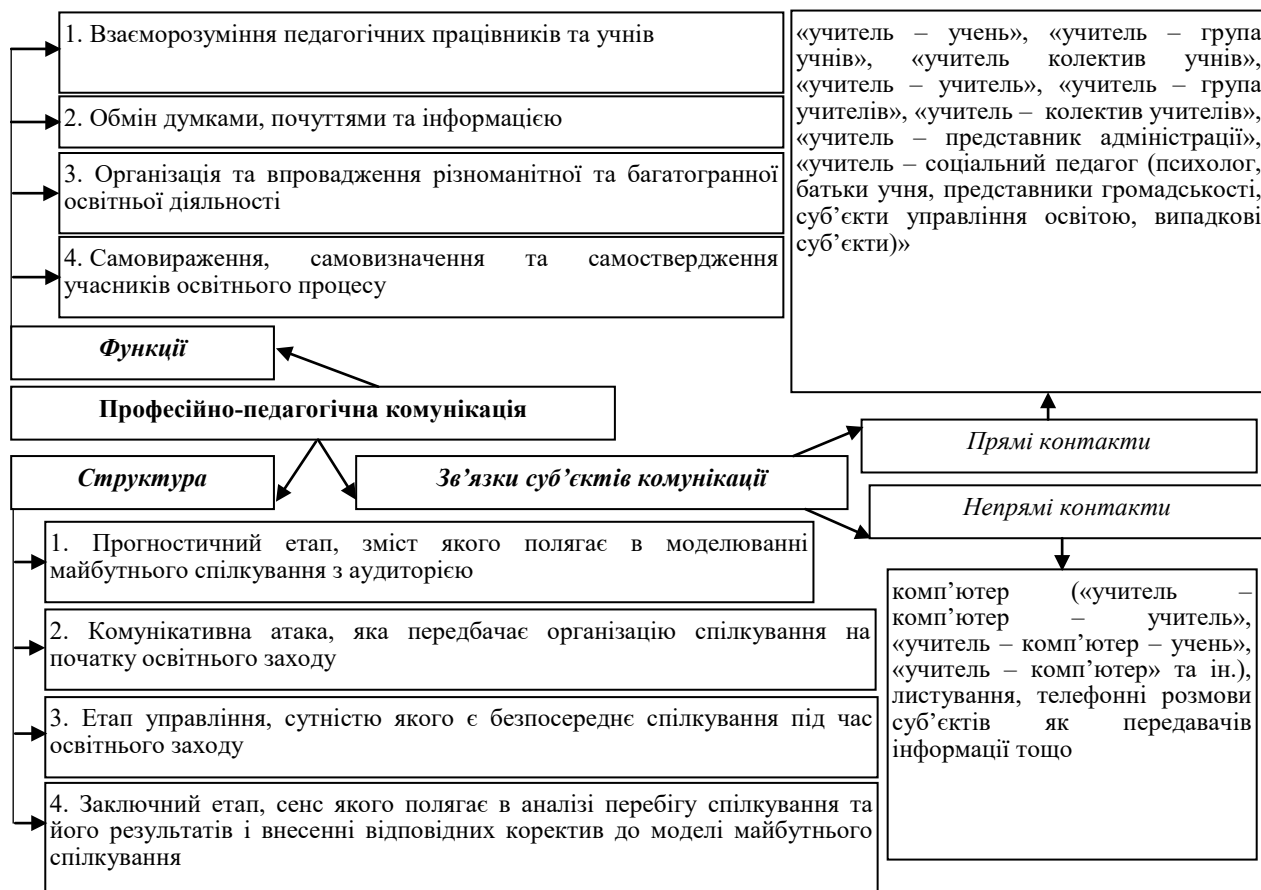 1. Взаєморозуміння педагогічних працівників та учнів
2. Обмін думками, почуттями та інформацією
3. Організація та впровадження різноманітної та багатогранної
освітньої діяльності
4. Самовираження, самовизначення та самоствердження
учасників освітнього процесу
«учитель – учень», «учитель – група
учнів», «учитель колектив учнів»,
«учитель – учитель», «учитель – група
учителів», «учитель – колектив учителів»,
«учитель – представник адміністрації»,
«учитель – соціальний педагог (психолог,
батьки учня, представники громадськості,
суб’єкти управління освітою, випадкові
суб’єкти)»
Функції
Професійно-педагогічна комунікація
Прямі контакти
Структура
Зв’язки суб’єктів комунікації
Непрямі контакти
1. Прогностичний етап, зміст якого полягає в моделюванні
майбутнього спілкування з аудиторією
2. Комунікативна атака, яка передбачає організацію спілкування на
початку освітнього заходу
3. Етап управління, сутністю якого є безпосереднє спілкування під час
освітнього заходу
4. Заключний етап, сенс якого полягає в аналізі перебігу спілкування та
його результатів і внесенні відповідних коректив до моделі майбутнього
спілкування
комп’ютер («учитель –
комп’ютер – учитель»,
«учитель – комп’ютер – учень»,
«учитель – комп’ютер» та ін.),
листування, телефонні розмови
суб’єктів як передавачів
інформації тощо